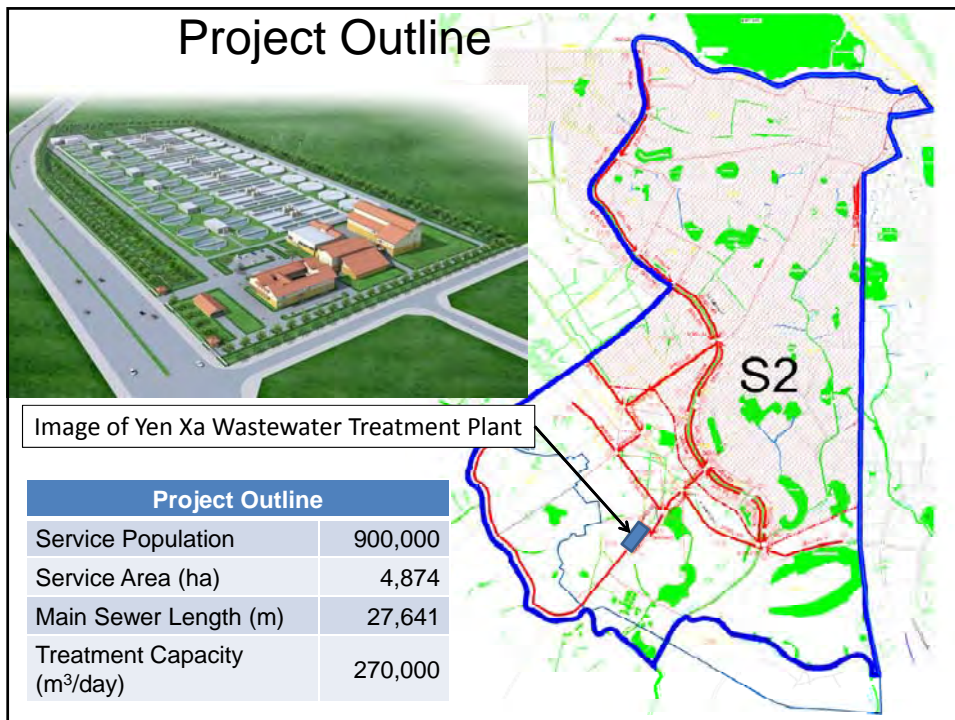 Project Outline
S2
Image of Yen Xa Wastewater Treatment Plant
Project Outline
Service Population 900,000
Service Area (ha) 4,874
Main Sewer Length (m) 27,641
Treatment Capacity
(m³/day) 270,000